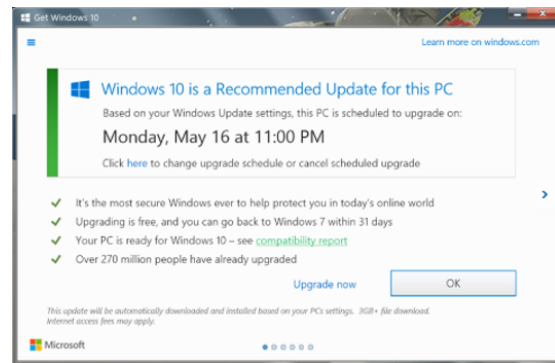 Get Windows 10
Learn more on windows.com
Windows 10 is a Recommended Update for this PC
Based on your Windows Update settings, this PC is scheduled to upgrade on:
Monday, May 16 at 11:00 PM
Click here to change upgrade schedule or cancel scheduled upgrade
It's the most secure Windows ever to help protect you in today's online world
Upgrading is free, and you can go back to Windows 7 within 31 days
Your PC is ready for Windows 10 – see compatibility report
Over 270 million people have already upgraded
Upgrade now
OK
This update will be automatically downloaded and installed based on your PCs settings. 3GB+ file download.
Internet access fees may apply.
Microsoft